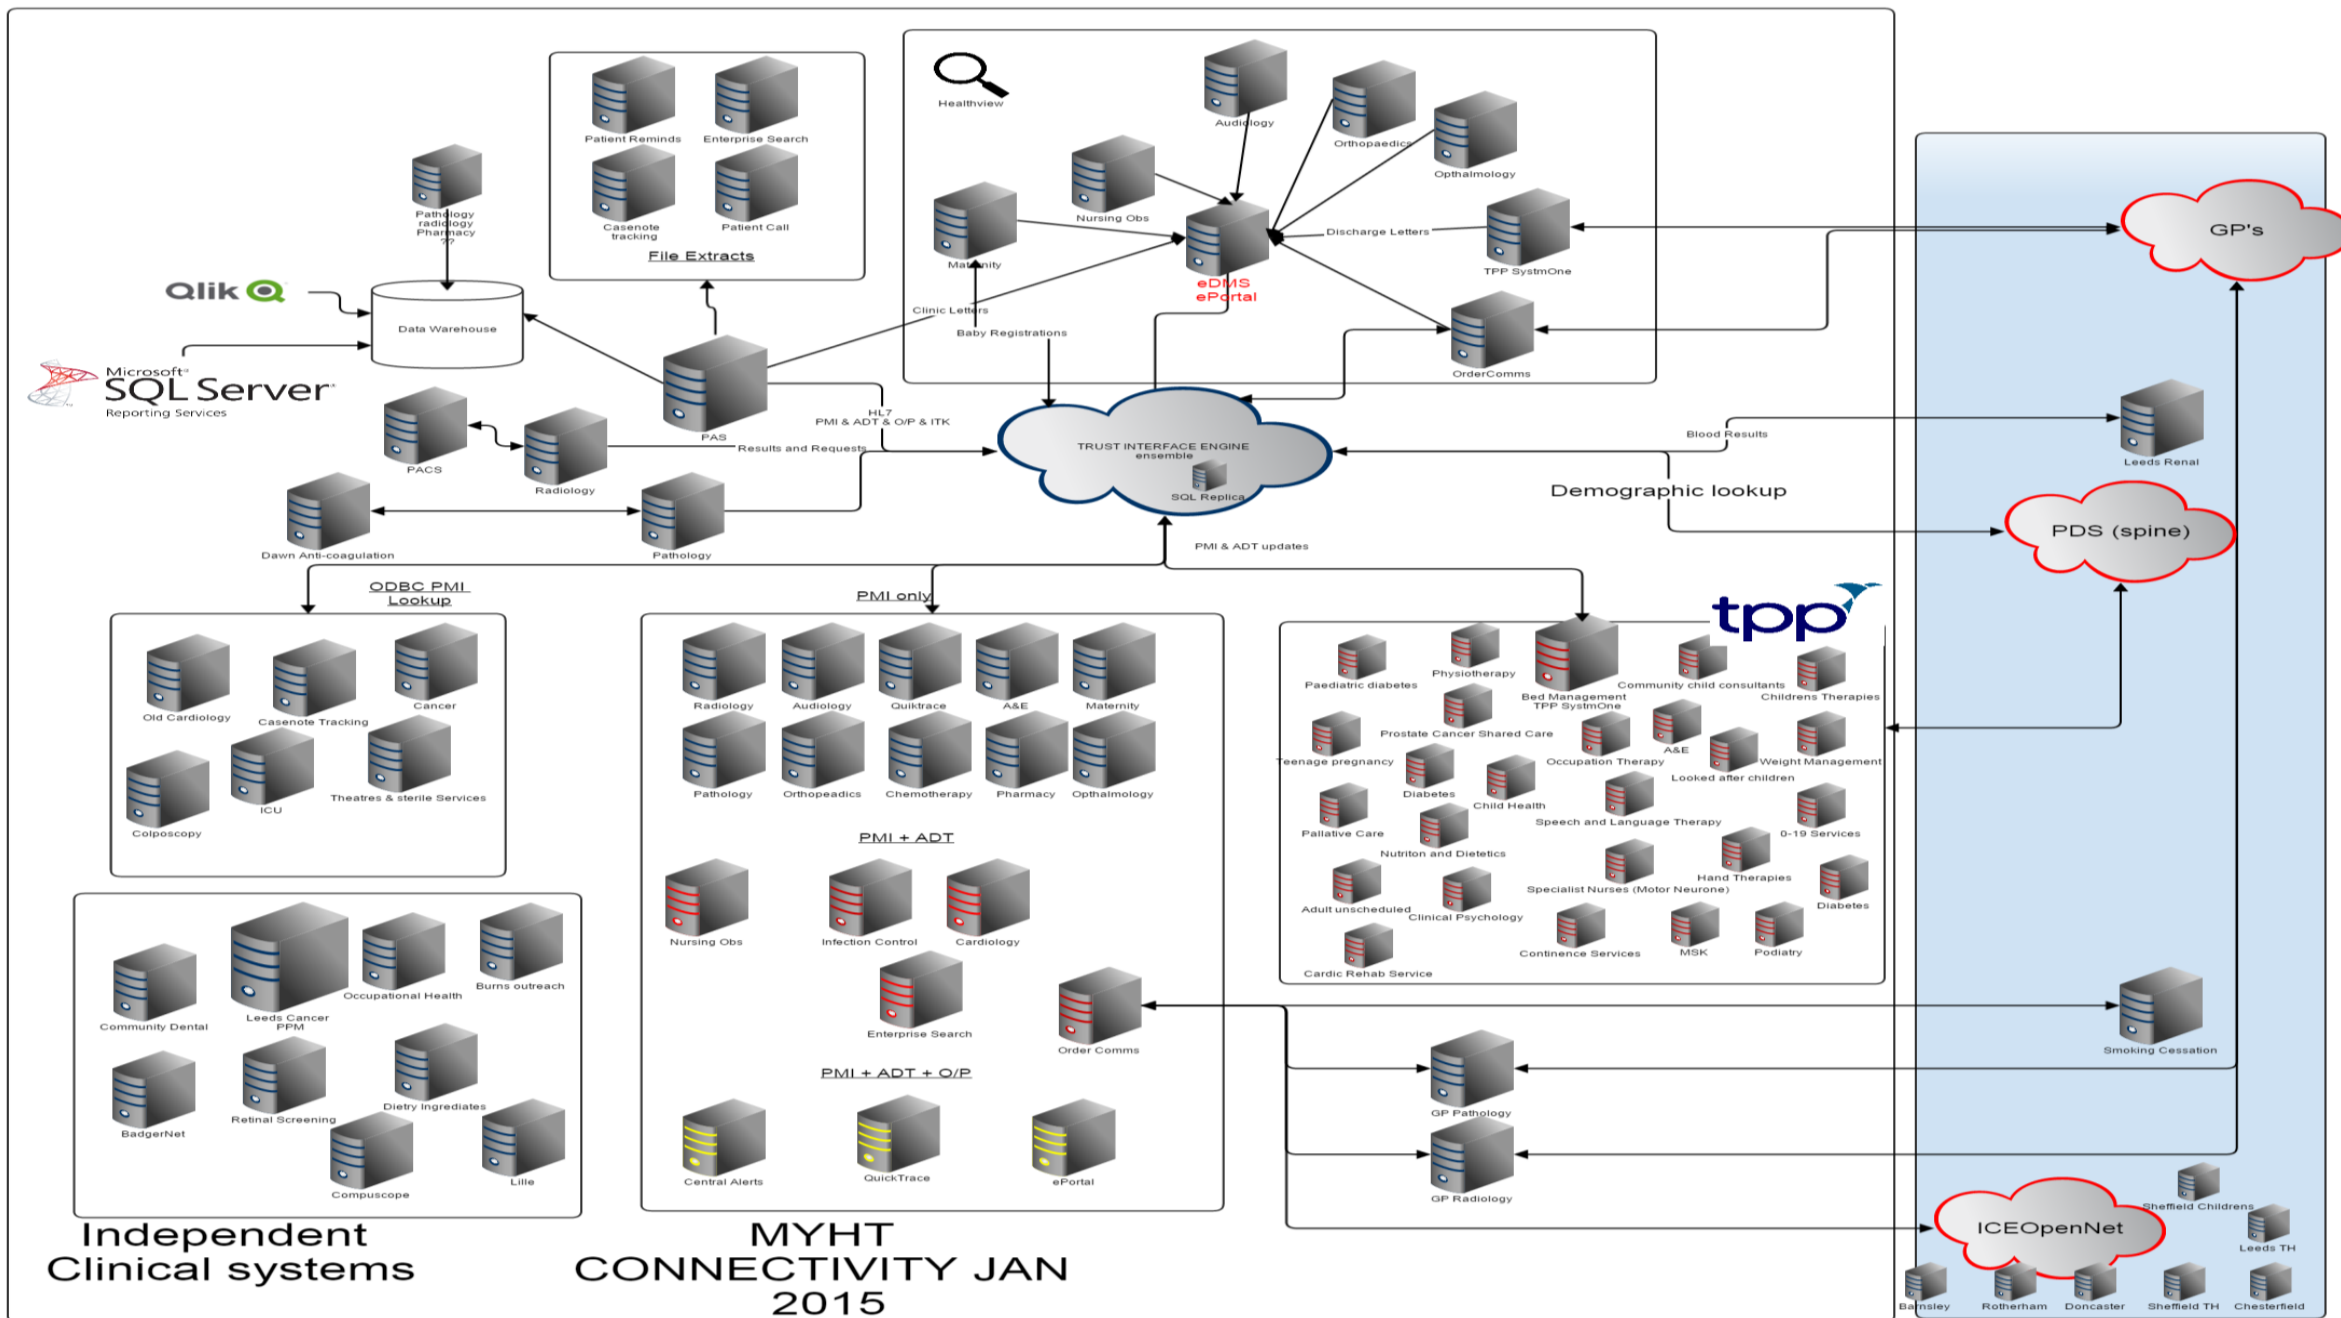 Patient Reminds
Enterprise Search
Casenote
tracking
Patient Call
File Extracts
Healthview
Audiology
Orthopaedics
Opthalmology
Nursing Obs
Maternity
Discharge Letters
TPP SystmOne
eDMS
ePortal
Clinic Letters
Baby Registrations
OrderComms
Pathology
radiology
Pharmacy
??
Qlik
Data Warehouse
Microsoft
SQL Server
Reporting Services
PACS
Radiology
PAS
HL7
PMI & ADT & O/P & ITK
Results and Requests
Dawn Anti-coagulation
Pathology
TRUST INTERFACE ENGINE
ensemble
SQL Replica
GP's
Blood Results
Leeds Renal
Demographic lookup
PDS (spine)
PMI & ADT updates
ODBC PMI
Lookup
Old Cardiology
Casenote Tracking
Cancer
Colposcopy
ICU
Theatres & sterile Services
PMI only
Radiology
Audiology
Quiktrace
A&E
Maternity
Pathology
Orthopeadics
Chemotherapy
Pharmacy
Opthalmology
PMI + ADT
Nursing Obs
Infection Control
Cardiology
Enterprise Search
Order Comms
PMI + ADT + O/P
Central Alerts
QuickTrace
ePortal
tpp
Paediatric diabetes
Physiotherapy
Bed Management
TPP SystmOne
Community child consultants
Childrens Therapies
Prostate Cancer Shared Care
Teenage pregnancy
Occupation Therapy
A&E
Looked after children
Weight Management
Diabetes
Child Health
Pallative Care
Speech and Language Therapy
0-19 Services
Nutriton and Dietetics
Specialist Nurses (Motor Neurone)
Hand Therapies
Diabetes
Adult unscheduled
Clinical Psychology
Continence Services
MSK
Podiatry
Cardic Rehab Service
Community Dental
Leeds Cancer
PPM
Occupational Health
Burns outreach
BadgerNet
Retinal Screening
Dietry Ingrediates
Compuscope
Lille
Independent
Clinical systems
MYHT
CONNECTIVITY JAN
2015
GP Pathology
GP Radiology
Smoking Cessation
ICEOpenNet
Sheffield Childrens
Leeds TH
Barnsley
Rotherham
Doncaster
Sheffield TH
Chesterfield